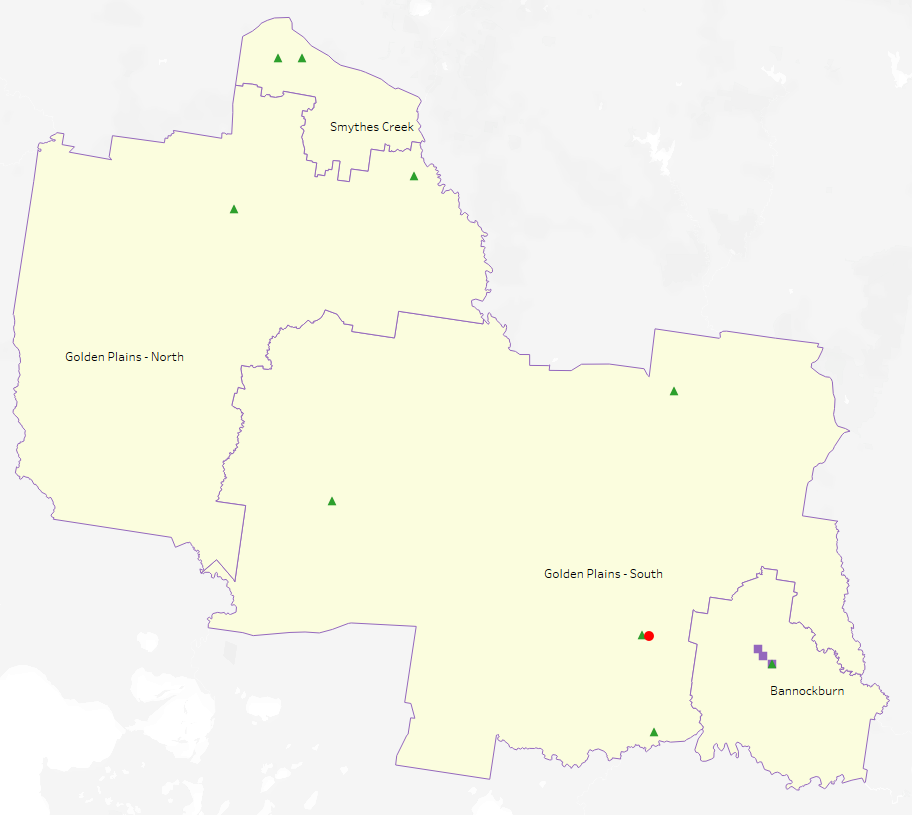 Smythes Creek
Golden Plains - North
Golden Plains - South
Bannockburn